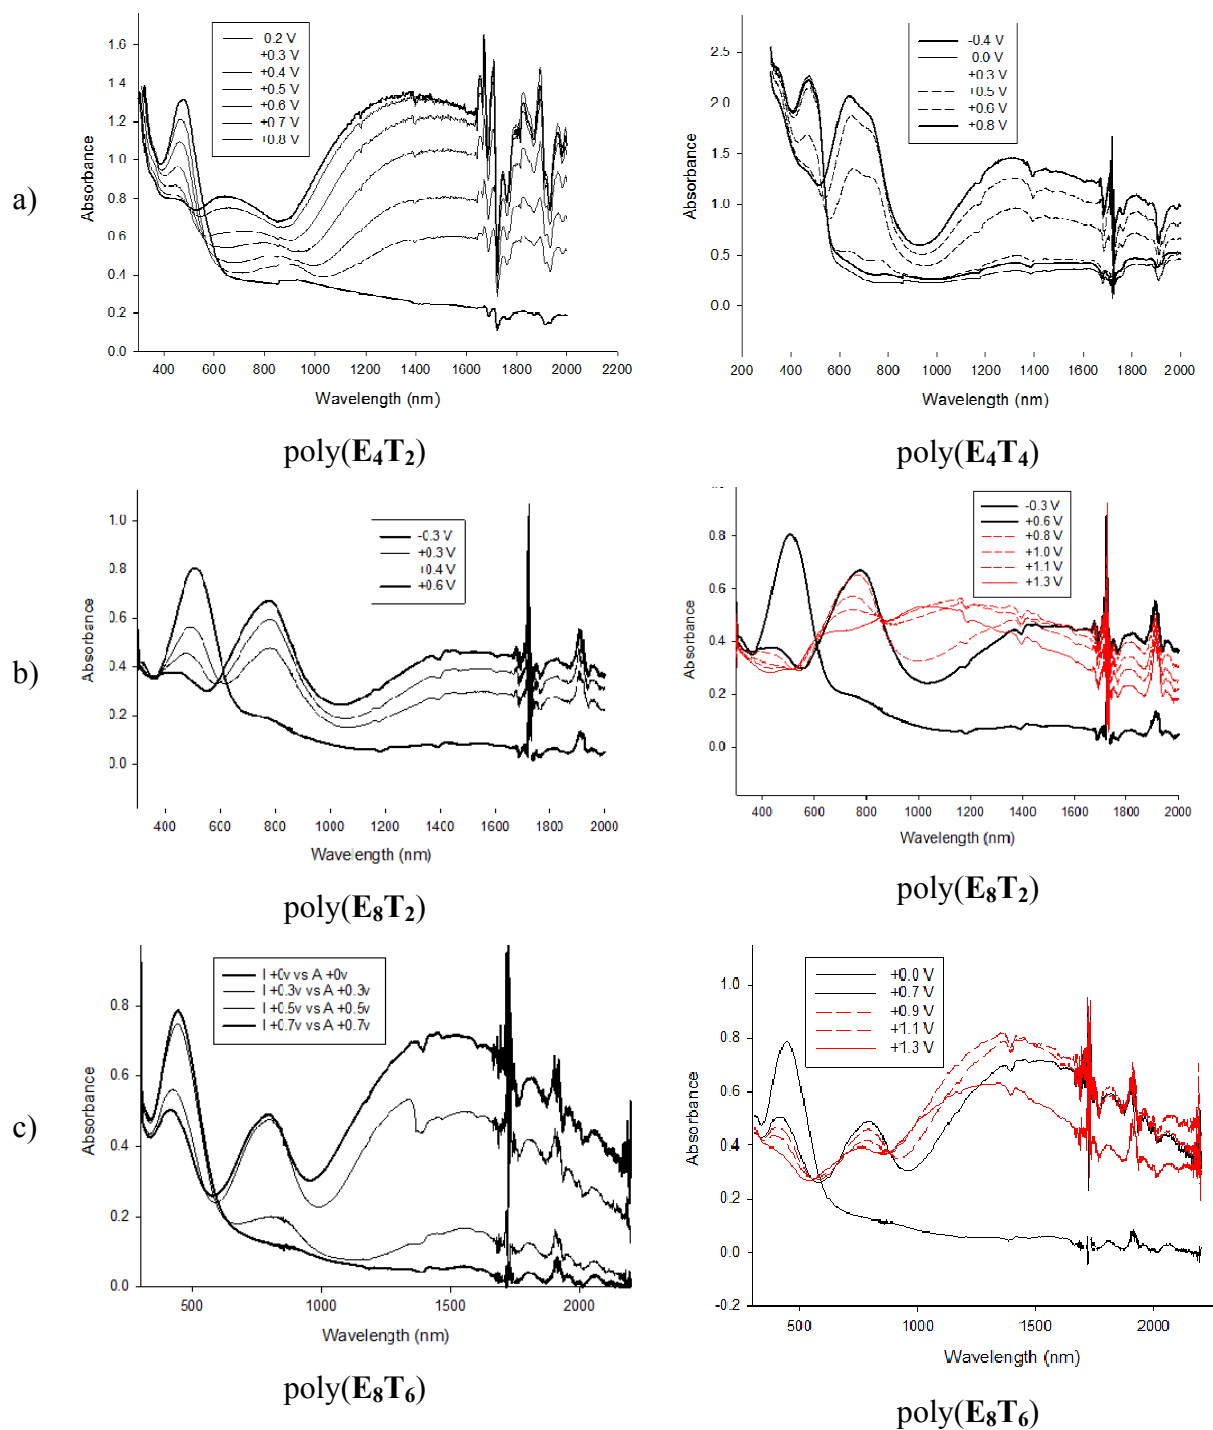 a)
Absorbance
1.6
1.4
1.2
1.0
0.8
0.6
0.4
0.2
0.0
0.2 V
+0.3 V
+0.4 V
+0.5 V
+0.6 V
+0.7 V
+0.8 V
400 600 800 1000 1200 1400 1600 1800 2000 2200
Wavelength (nm)
poly(E4T2)
Absorbance
2.5
2.0
1.5
1.0
0.5
0.0
-0.4 V
0.0 V
+0.3 V
+0.5 V
+0.6 V
+0.8 V
200 400 600 800 1000 1200 1400 1600 1800 2000
Wavelength (nm)
poly(E4T4)
b)
Absorbance
1.0
0.8
0.6
0.4
0.2
0.0
-0.3 V
+0.3 V
+0.4 V
+0.6 V
400 600 800 1000 1200 1400 1600 1800 2000
Wavelength (nm)
poly(E8T2)
Absorbance
0.8
0.6
0.4
0.2
0.0
-0.3 V
+0.6 V
+0.8 V
+1.0 V
+1.1 V
+1.3 V
400 600 800 1000 1200 1400 1600 1800 2000
Wavelength (nm)
poly(E8T2)
c)
Absorbance
0.8
0.6
0.4
0.2
0.0
I +0v vs A +0v
I +0.3v vs A +0.3v
I +0.5v vs A +0.5v
I +0.7v vs A +0.7v
500 1000 1500 2000
Wavelength (nm)
poly(E8T6)
Absorbance
1.0
0.8
0.6
0.4
0.2
0.0
-0.2
+0.0 V
+0.7 V
+0.9 V
+1.1 V
+1.3 V
500 1000 1500 2000
Wavelength (nm)
poly(E8T6)